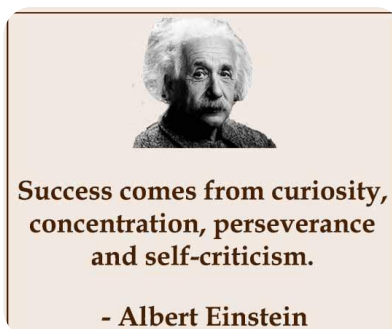 Success comes from curiosity,
concentration, perseverance
and self-criticism.
- Albert Einstein